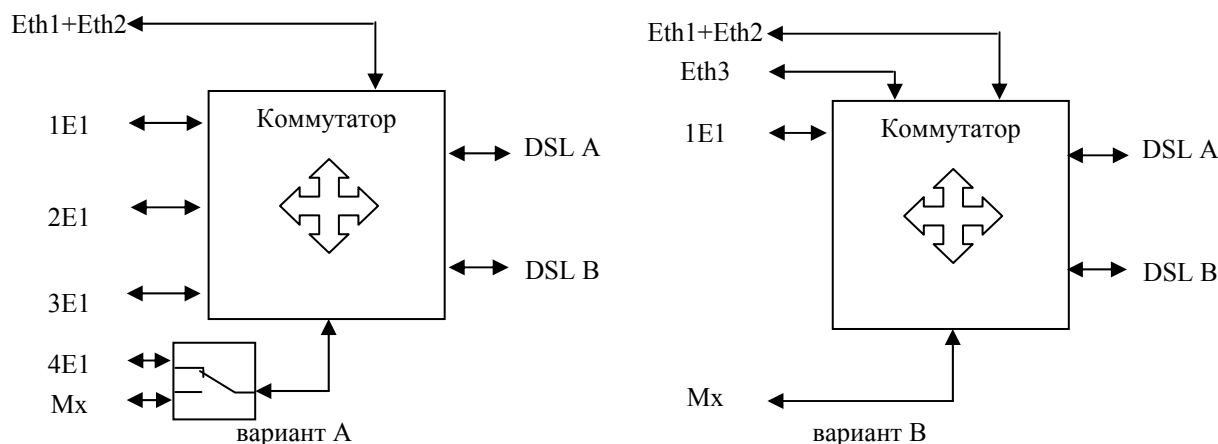 Eth1+Eth2
Коммутатор
1E1
2E1
3E1
4E1
Mx
DSL A
DSL B
вариант А
Eth1+Eth2
Eth3
Коммутатор
1E1
Mx
DSL A
DSL B
вариант В